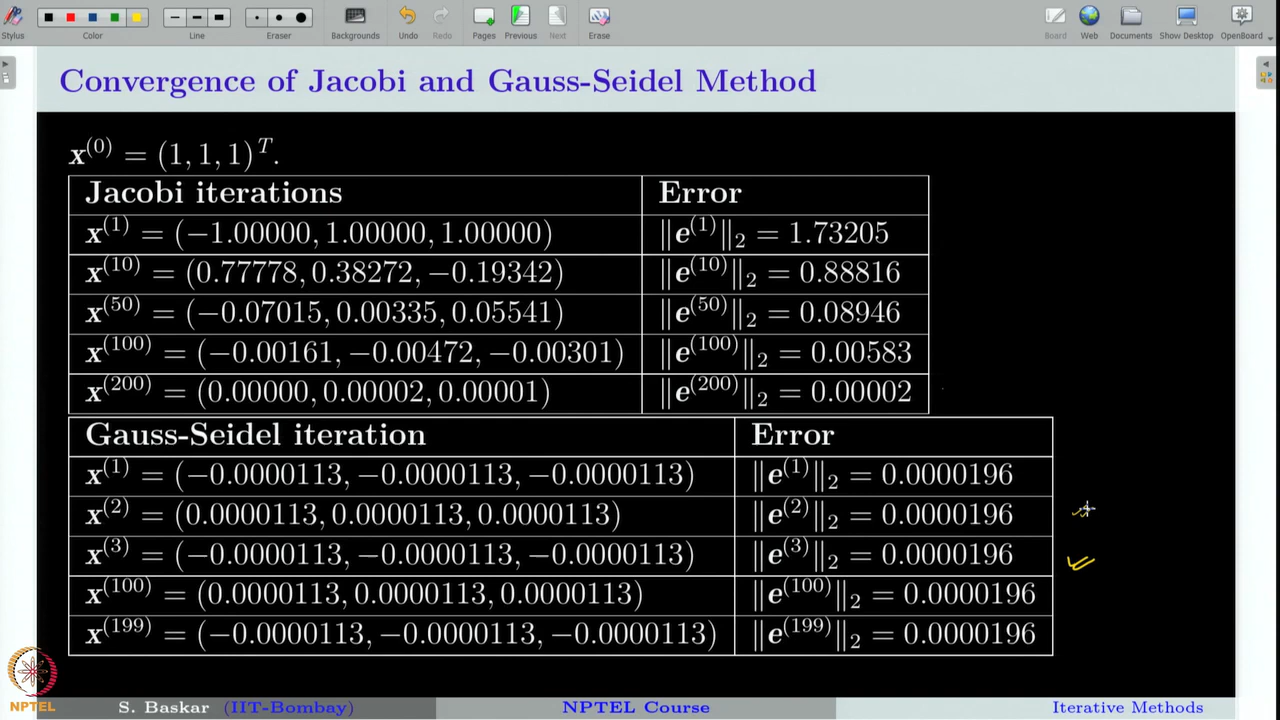 Stylus
Color
Line
Eraser
Backgrounds
Undo
Redo
Pages
Previous
Next
Erase
Board
Web
Documents
Show Desktop
OpenBoard
Convergence of Jacobi and Gauss-Seidel Method
x^(0) = (1, 1, 1)^T.
Jacobi iterations Error
x^(1) = (−1.00000, 1.00000, 1.00000) ‖e^(1)‖₂ = 1.73205
x^(10) = (0.77778, 0.38272, −0.19342) ‖e^(10)‖₂ = 0.88816
x^(50) = (−0.07015, 0.00335, 0.05541) ‖e^(50)‖₂ = 0.08946
x^(100) = (−0.00161, −0.00472, −0.00301) ‖e^(100)‖₂ = 0.00583
x^(200) = (0.00000, 0.00002, 0.00001) ‖e^(200)‖₂ = 0.00002
Gauss-Seidel iteration Error
x^(1) = (−0.0000113, −0.0000113, −0.0000113) ‖e^(1)‖₂ = 0.0000196
x^(2) = (0.0000113, 0.0000113, 0.0000113) ‖e^(2)‖₂ = 0.0000196
x^(3) = (−0.0000113, −0.0000113, −0.0000113) ‖e^(3)‖₂ = 0.0000196
x^(100) = (0.0000113, 0.0000113, 0.0000113) ‖e^(100)‖₂ = 0.0000196
x^(199) = (−0.0000113, −0.0000113, −0.0000113) ‖e^(199)‖₂ = 0.0000196
NPTEL
S. Baskar (IIT-Bombay) NPTEL Course Iterative Methods